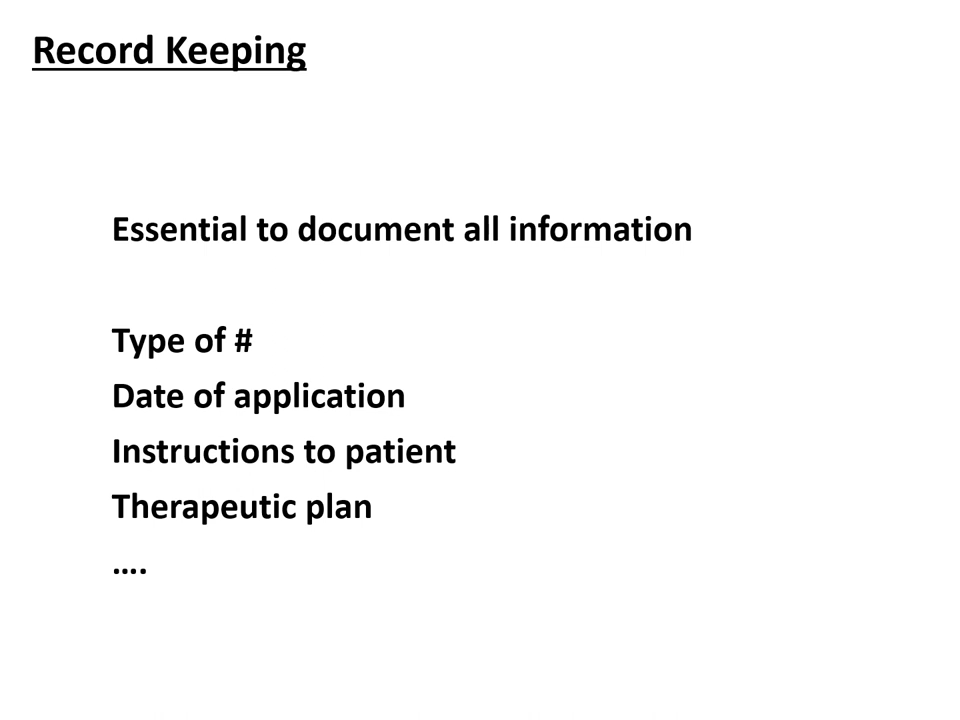 Record Keeping
Essential to document all information
Type of #
Date of application
Instructions to patient
Therapeutic plan
….